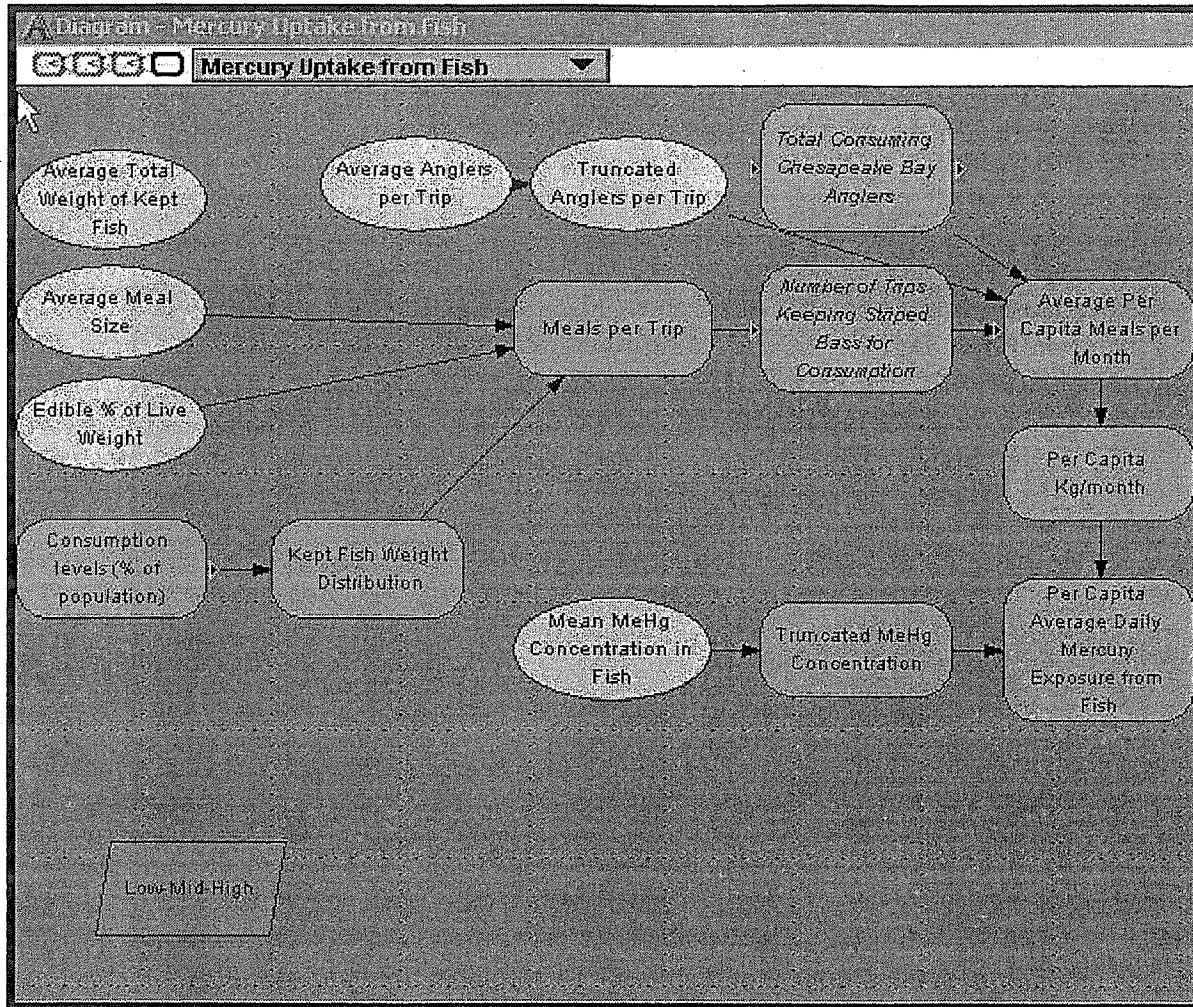 Diagram - Mercury Uptake from Fish
Mercury Uptake from Fish
Average Total
Weight of Kept
Fish
Average Anglers
per Trip
Truncated
Anglers per Trip
Total Consuming
Chesapeake Bay
Anglers
Average Meal
Size
Meals per Trip
Number of Trips
Keeping Striped
Bass for
Consumption
Average Per
Capita Meals per
Month
Edible % of Live
Weight
Per Capita
Kg/month
Consumption
levels (% of
population)
Kept Fish Weight
Distribution
Mean MeHg
Concentration in
Fish
Truncated MeHg
Concentration
Per Capita
Average Daily
Mercury
Exposure from
Fish
Low-Mid-High